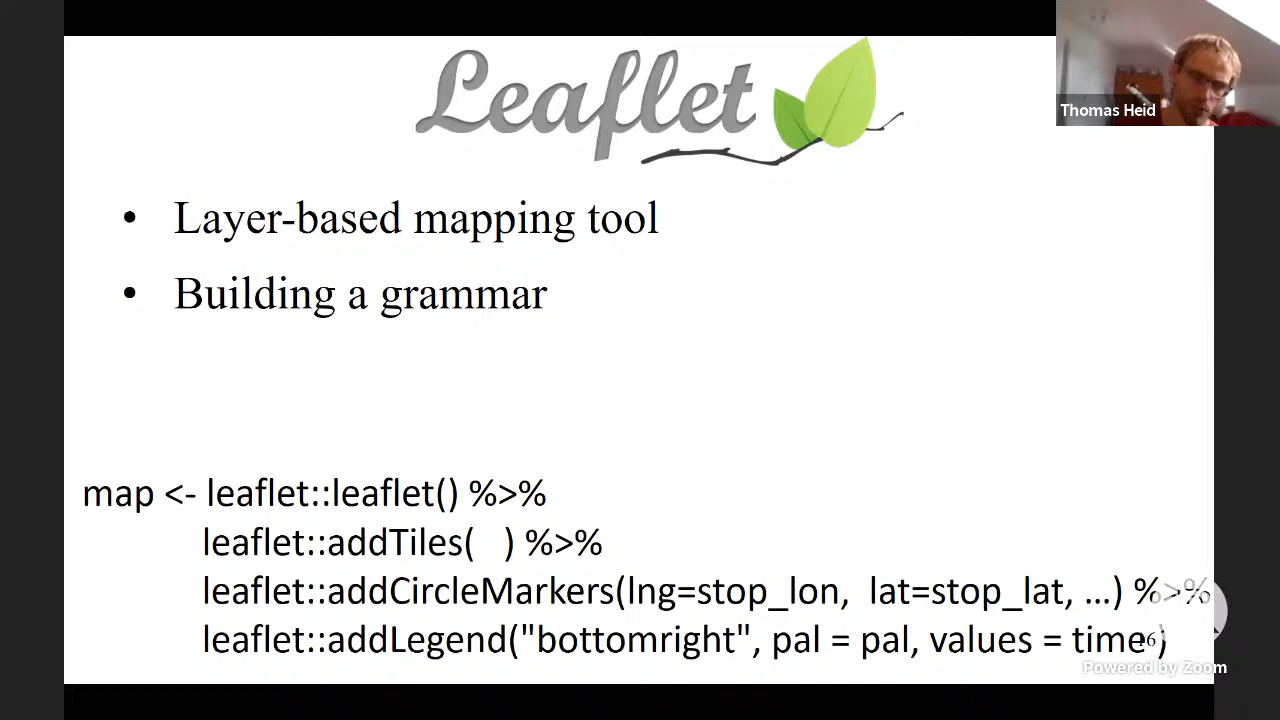 Leaflet
Thomas Heid
• Layer-based mapping tool
• Building a grammar
map <- leaflet::leaflet() %>%
leaflet::addTiles( ) %>%
leaflet::addCircleMarkers(lng=stop_lon, lat=stop_lat, …) %>%
leaflet::addLegend("bottomright", pal = pal, values = time )
Powered by Zoom